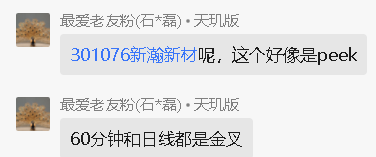 最爱老友粉(石*磊) • 天玑版
301076新瀚新材呢，这个好像是peek
最爱老友粉(石*磊) • 天玑版
60分钟和日线都是金叉